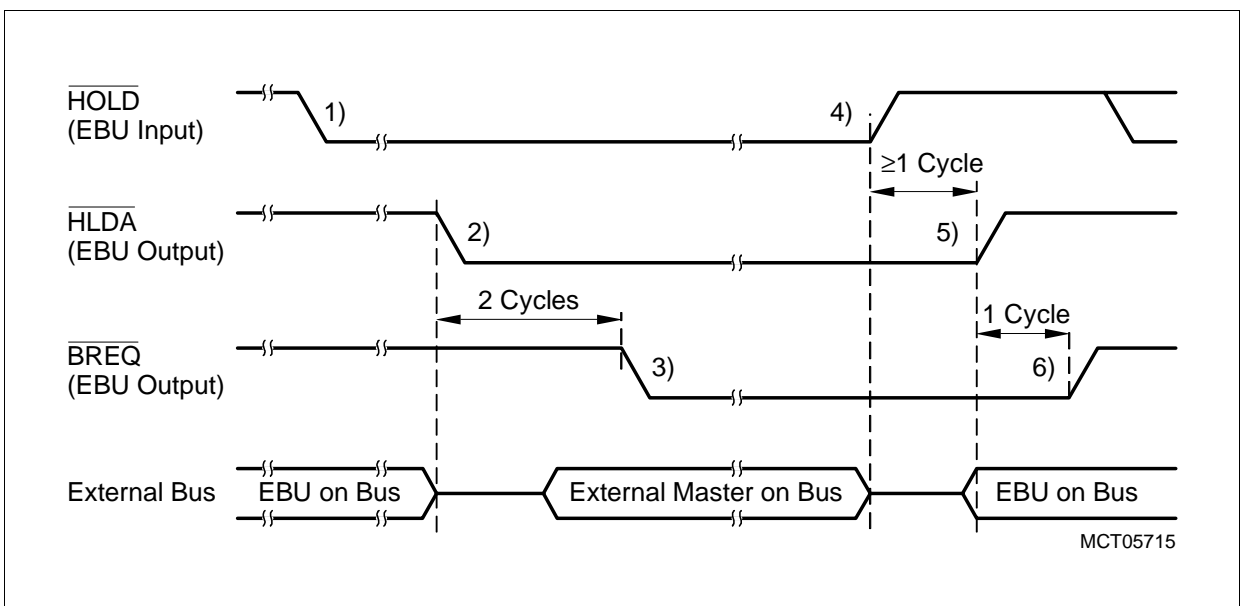 HOLD
(EBU Input)
1)
4)
≥1 Cycle
HLDA
(EBU Output)
2)
5)
2 Cycles
1 Cycle
BREQ
(EBU Output)
3)
6)
External Bus
EBU on Bus
External Master on Bus
EBU on Bus
MCT05715